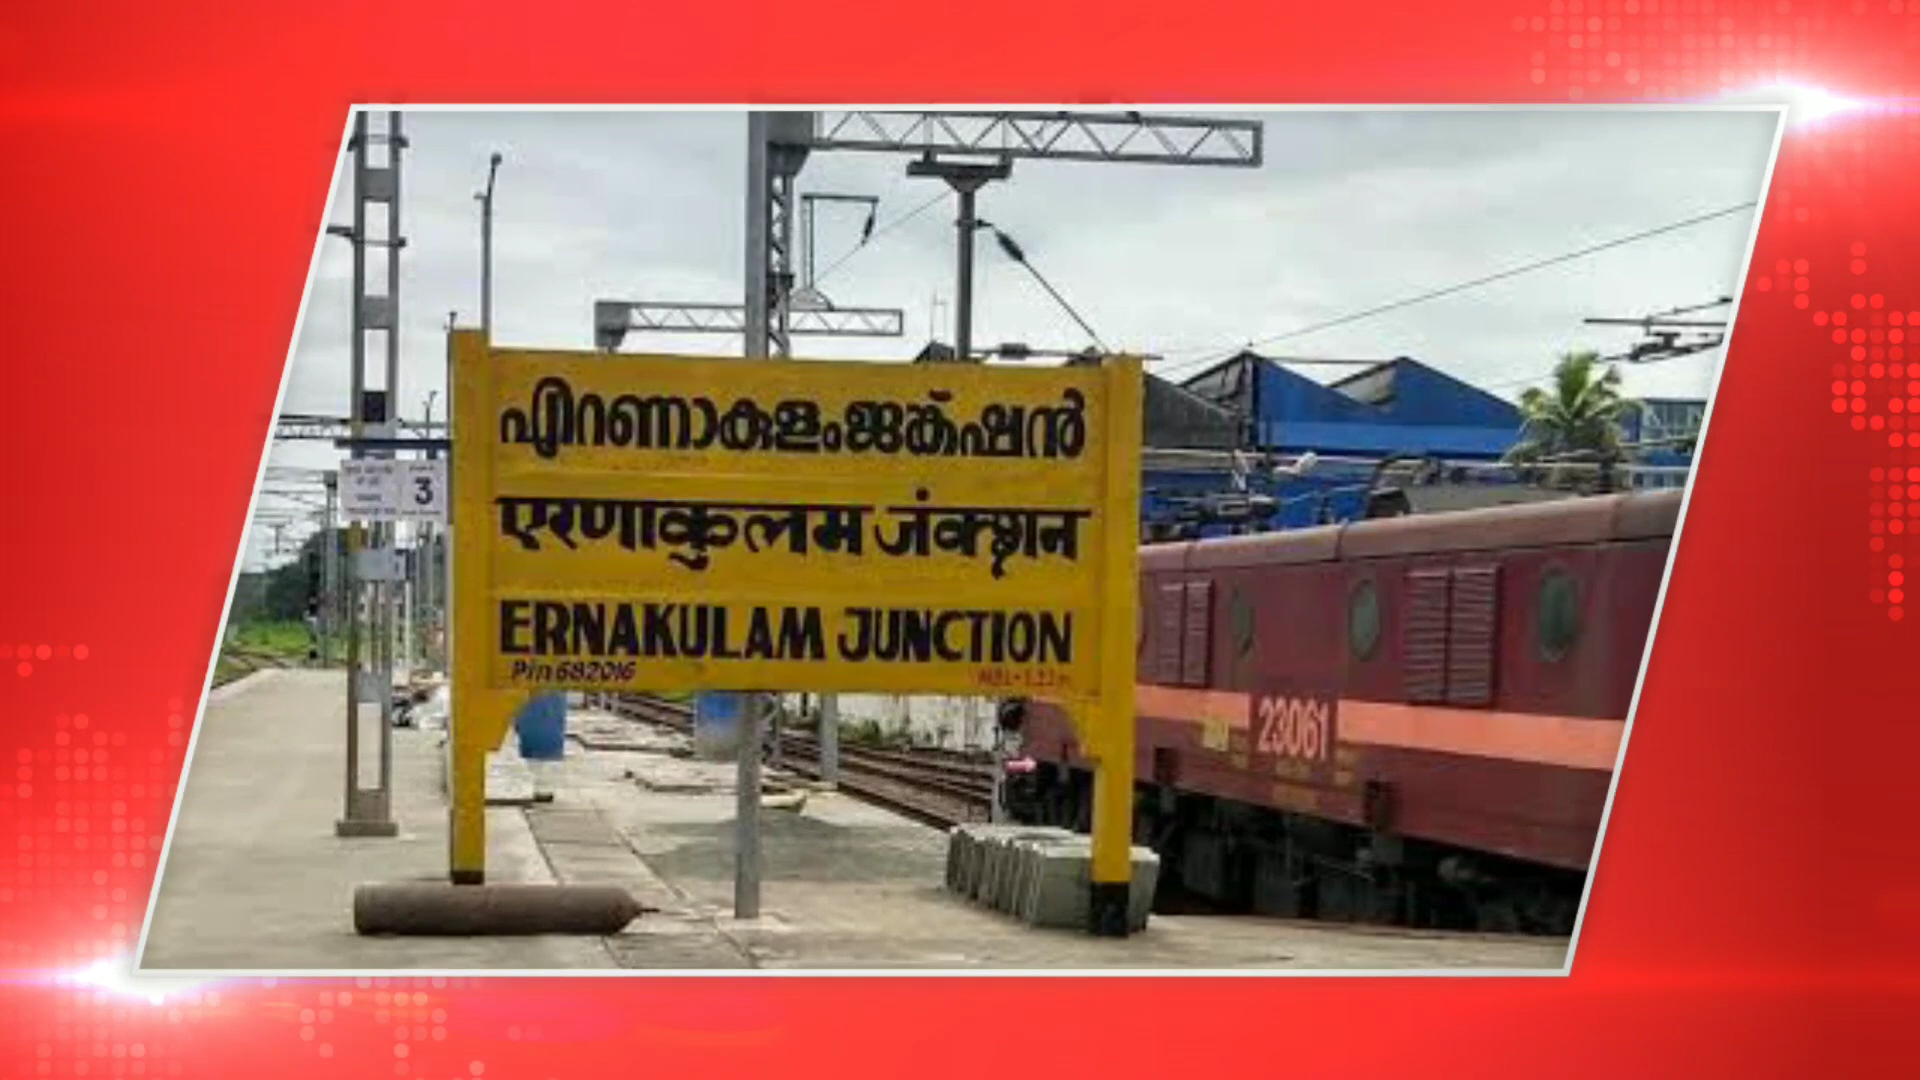 എറണാകുളം ജങ്ക്ഷൻ
एरणाकुलम जंक्शन
ERNAKULAM JUNCTION
Pin 682016
3
23061